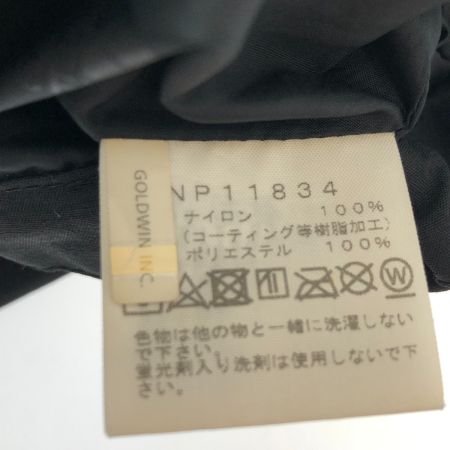 NP11834
ナイロン 100%
(コーティング等樹脂加工)
ポリエステル 100%
色物は他の物と一緒に洗濯しない
で下さい。
蛍光剤入り洗剤は使用しないで下
さい。
GOLDWIN INC.